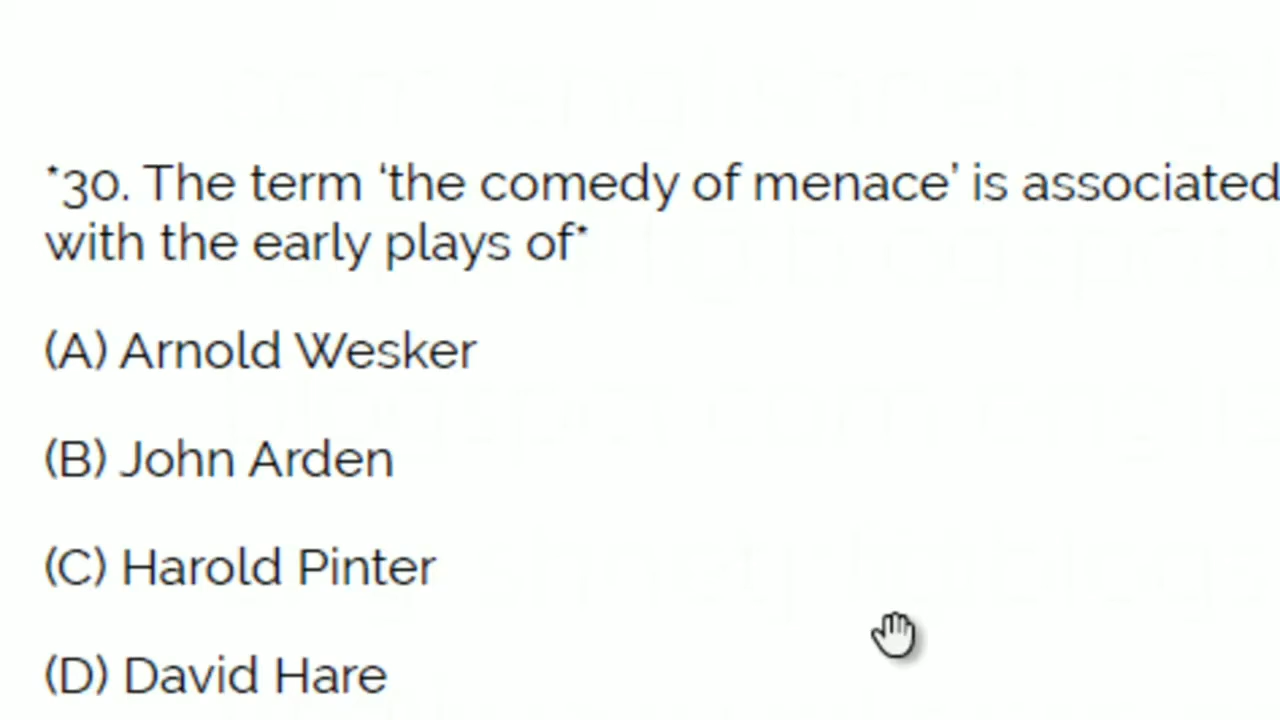 *30. The term ‘the comedy of menace’ is associated
with the early plays of*
(A) Arnold Wesker
(B) John Arden
(C) Harold Pinter
(D) David Hare